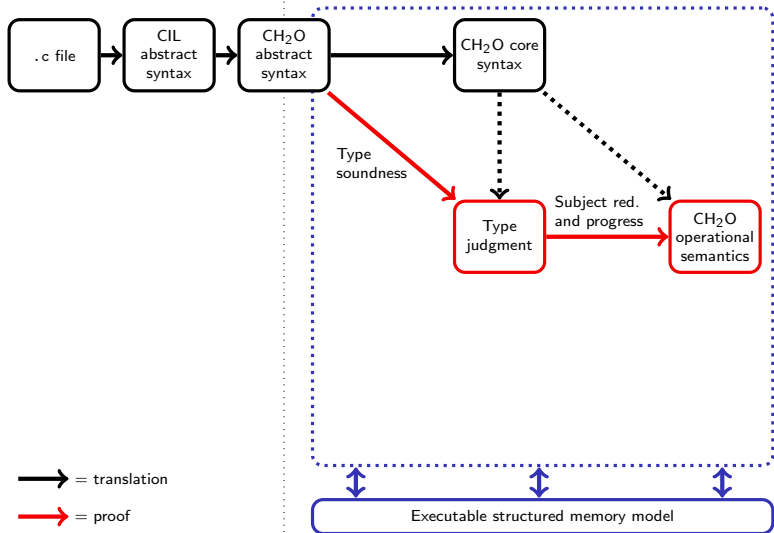 .c file
CIL
abstract
syntax
CH₂O
abstract
syntax
CH₂O core
syntax
Type
soundness
Type
judgment
Subject red.
and progress
CH₂O
operational
semantics
= translation
= proof
Executable structured memory model